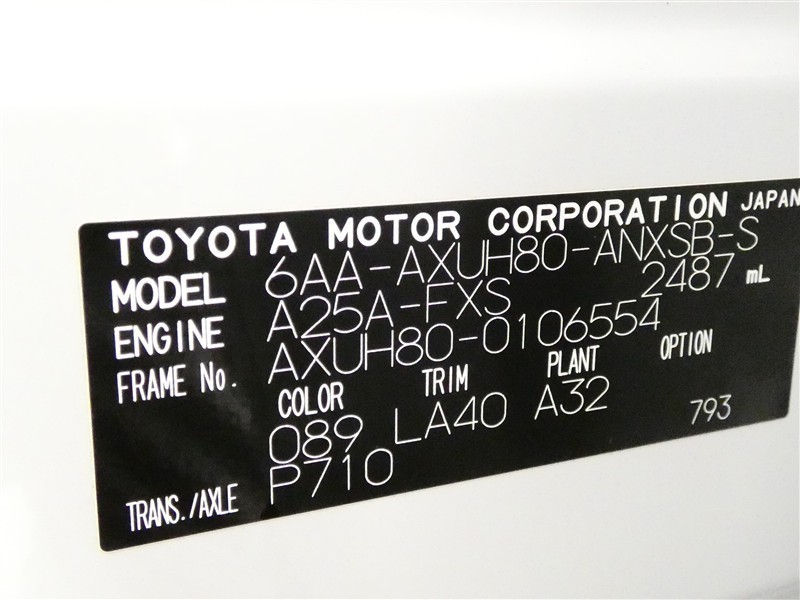 TOYOTA MOTOR CORPORATION JAPAN
MODEL 6AA-AXUH80-ANXSB-S
ENGINE A25A-FXS 2487 mL
FRAME No. AXUH80-0106554
COLOR TRIM PLANT OPTION
089 LA40 A32 793
TRANS./AXLE P710